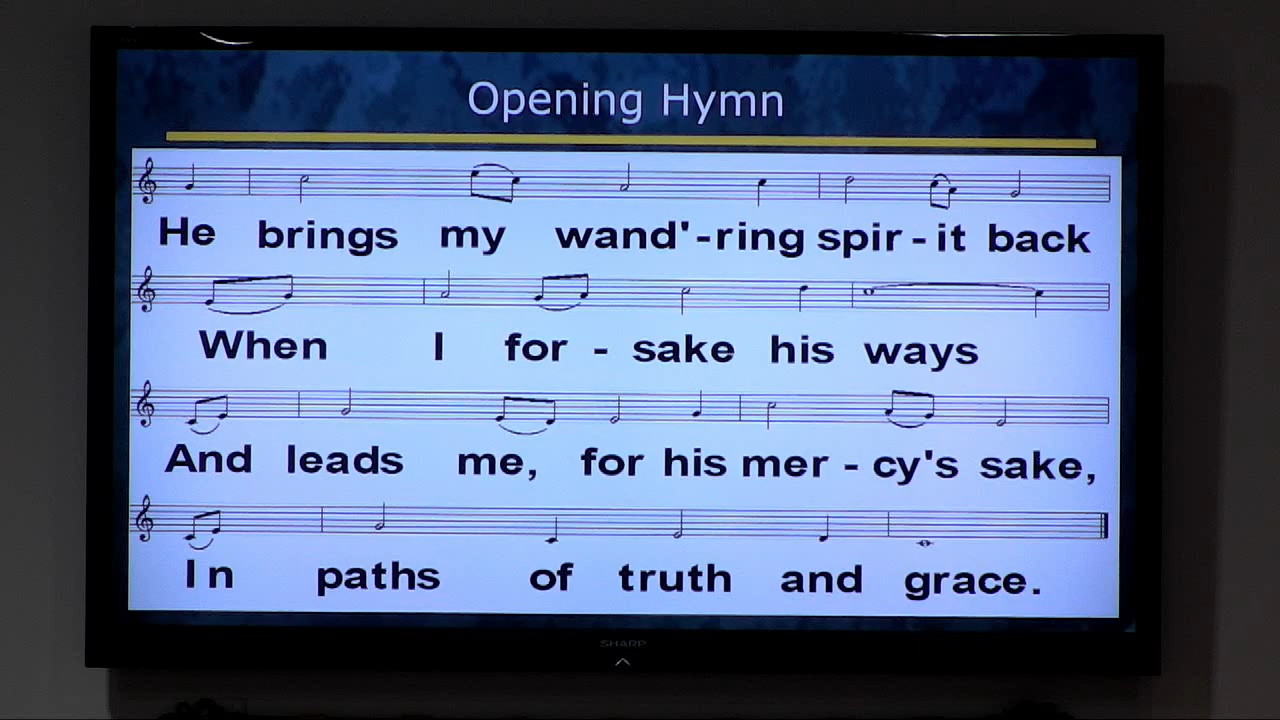 Opening Hymn
He brings my wand'-ring spir - it back
When I for - sake his ways
And leads me, for his mer - cy's sake,
In paths of truth and grace.
SHARP